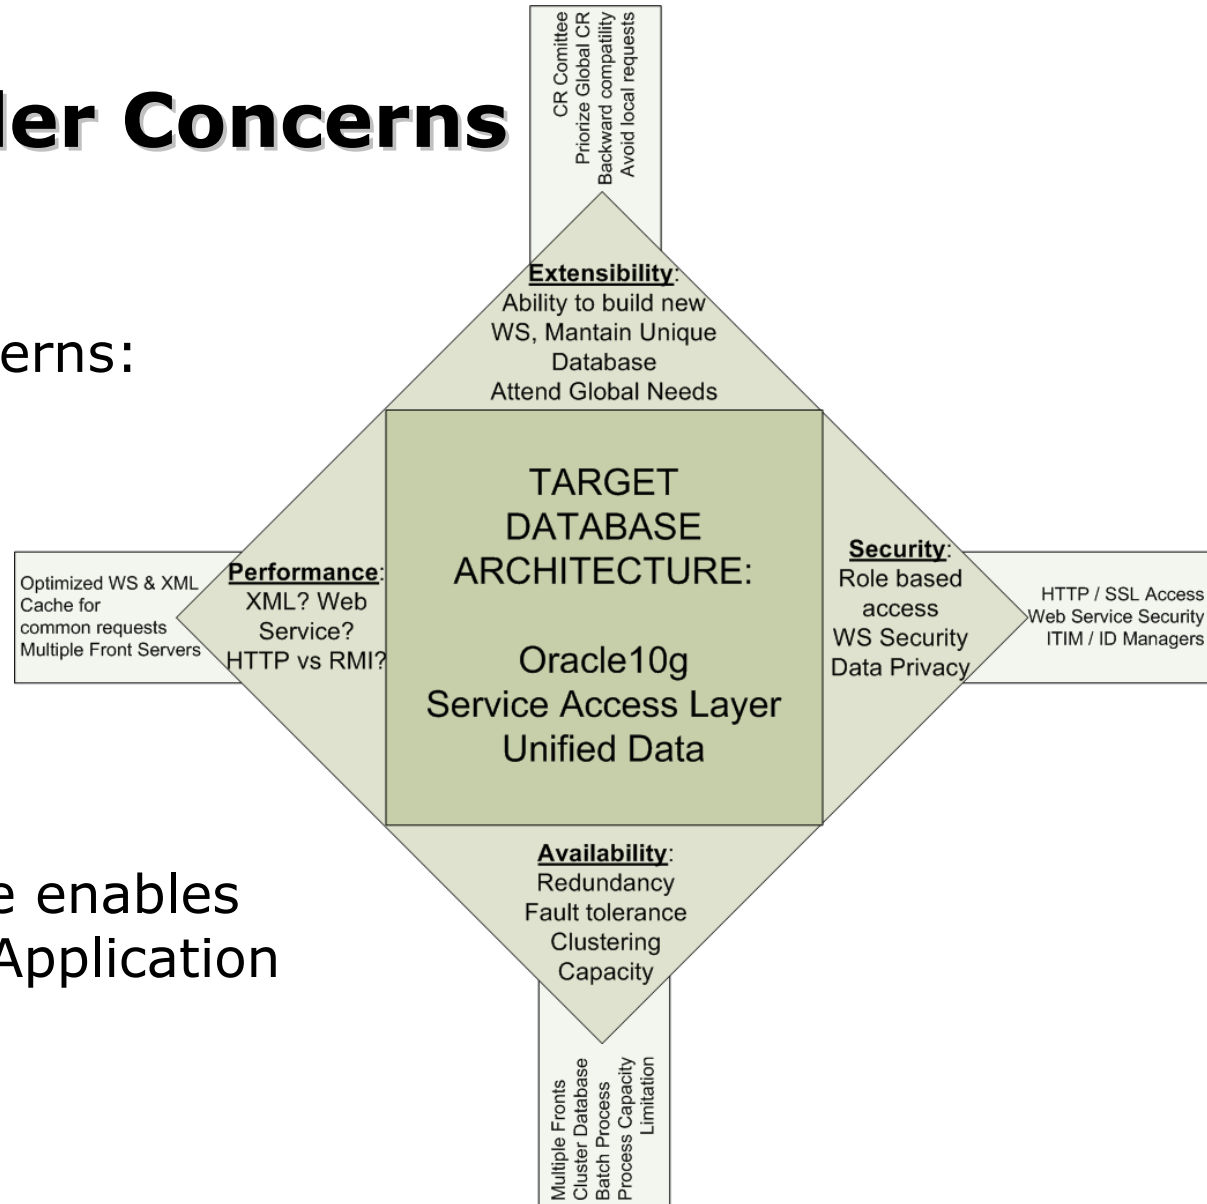 CR Comittee
Priorize Global CR
Backward compatility
Avoid local requests
ler Concerns
erns:
Extensibility:
Ability to build new
WS, Mantain Unique
Database
Attend Global Needs
TARGET
DATABASE
ARCHITECTURE:
Oracle10g
Service Access Layer
Unified Data
Optimized WS & XML
Cache for
common requests
Multiple Front Servers
Performance:
XML? Web
Service?
HTTP vs RMI?
Security:
Role based
access
WS Security
Data Privacy
HTTP / SSL Access
Web Service Security
ITIM / ID Managers
e enables
Application
Availability:
Redundancy
Fault tolerance
Clustering
Capacity
Multiple Fronts
Cluster Database
Batch Process
Process Capacity
Limitation